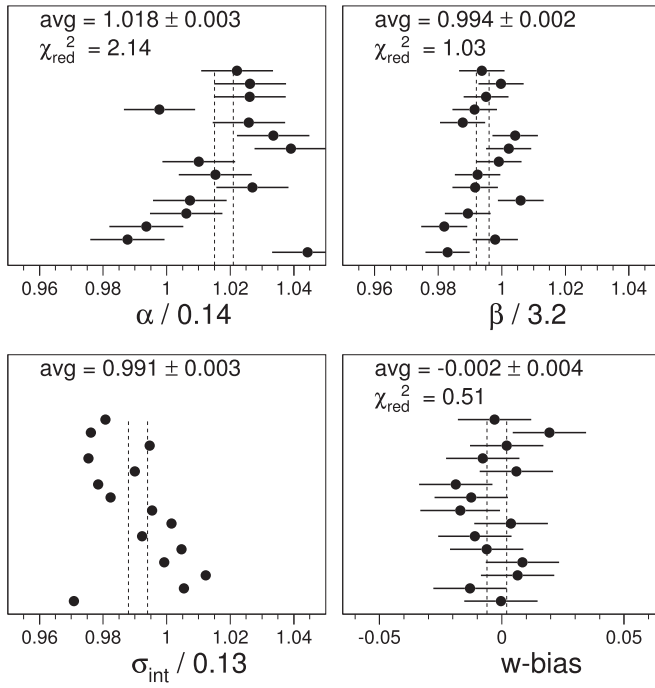 avg = 1.018 ± 0.003
χred² = 2.14
0.96 0.98 1 1.02 1.04
α / 0.14
avg = 0.994 ± 0.002
χred² = 1.03
0.96 0.98 1 1.02 1.04
β / 3.2
avg = 0.991 ± 0.003
0.96 0.98 1 1.02 1.04
σint / 0.13
avg = -0.002 ± 0.004
χred² = 0.51
-0.05 0 0.05
w-bias